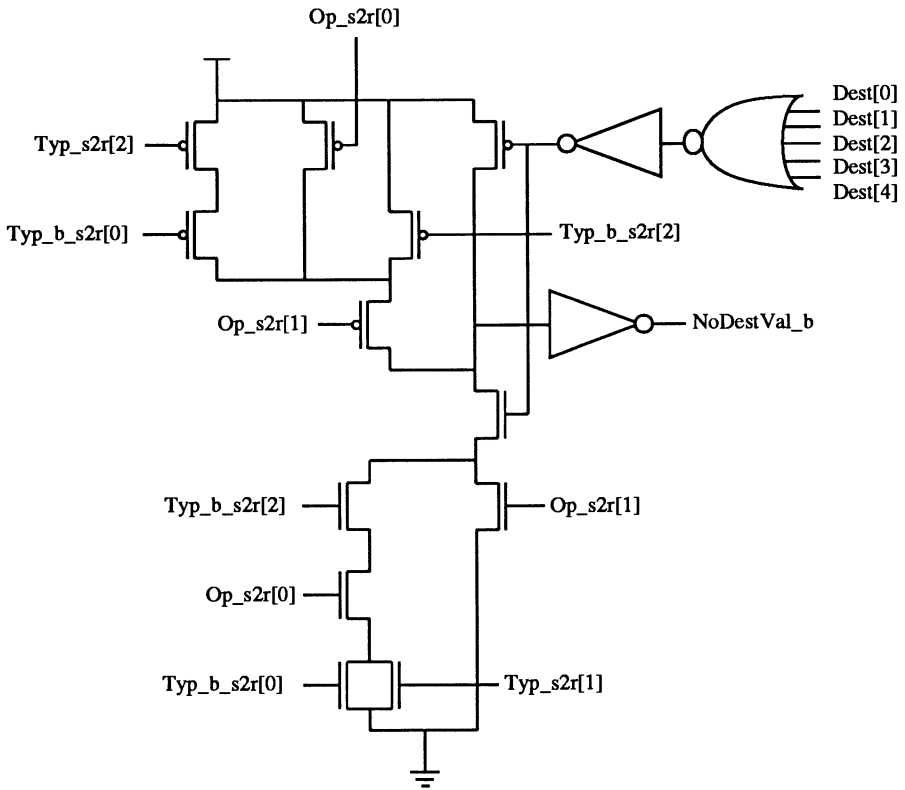 Op_s2r[0]
Dest[0]
Dest[1]
Dest[2]
Dest[3]
Dest[4]
Typ_s2r[2]
Typ_b_s2r[0]
Typ_b_s2r[2]
Op_s2r[1]
NoDestVal_b
Typ_b_s2r[2]
Op_s2r[1]
Op_s2r[0]
Typ_b_s2r[0]
Typ_s2r[1]